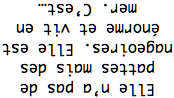 Elle n'a pas de
pattes mais des
nageoires. Elle est
énorme et vit en
mer. C'est...